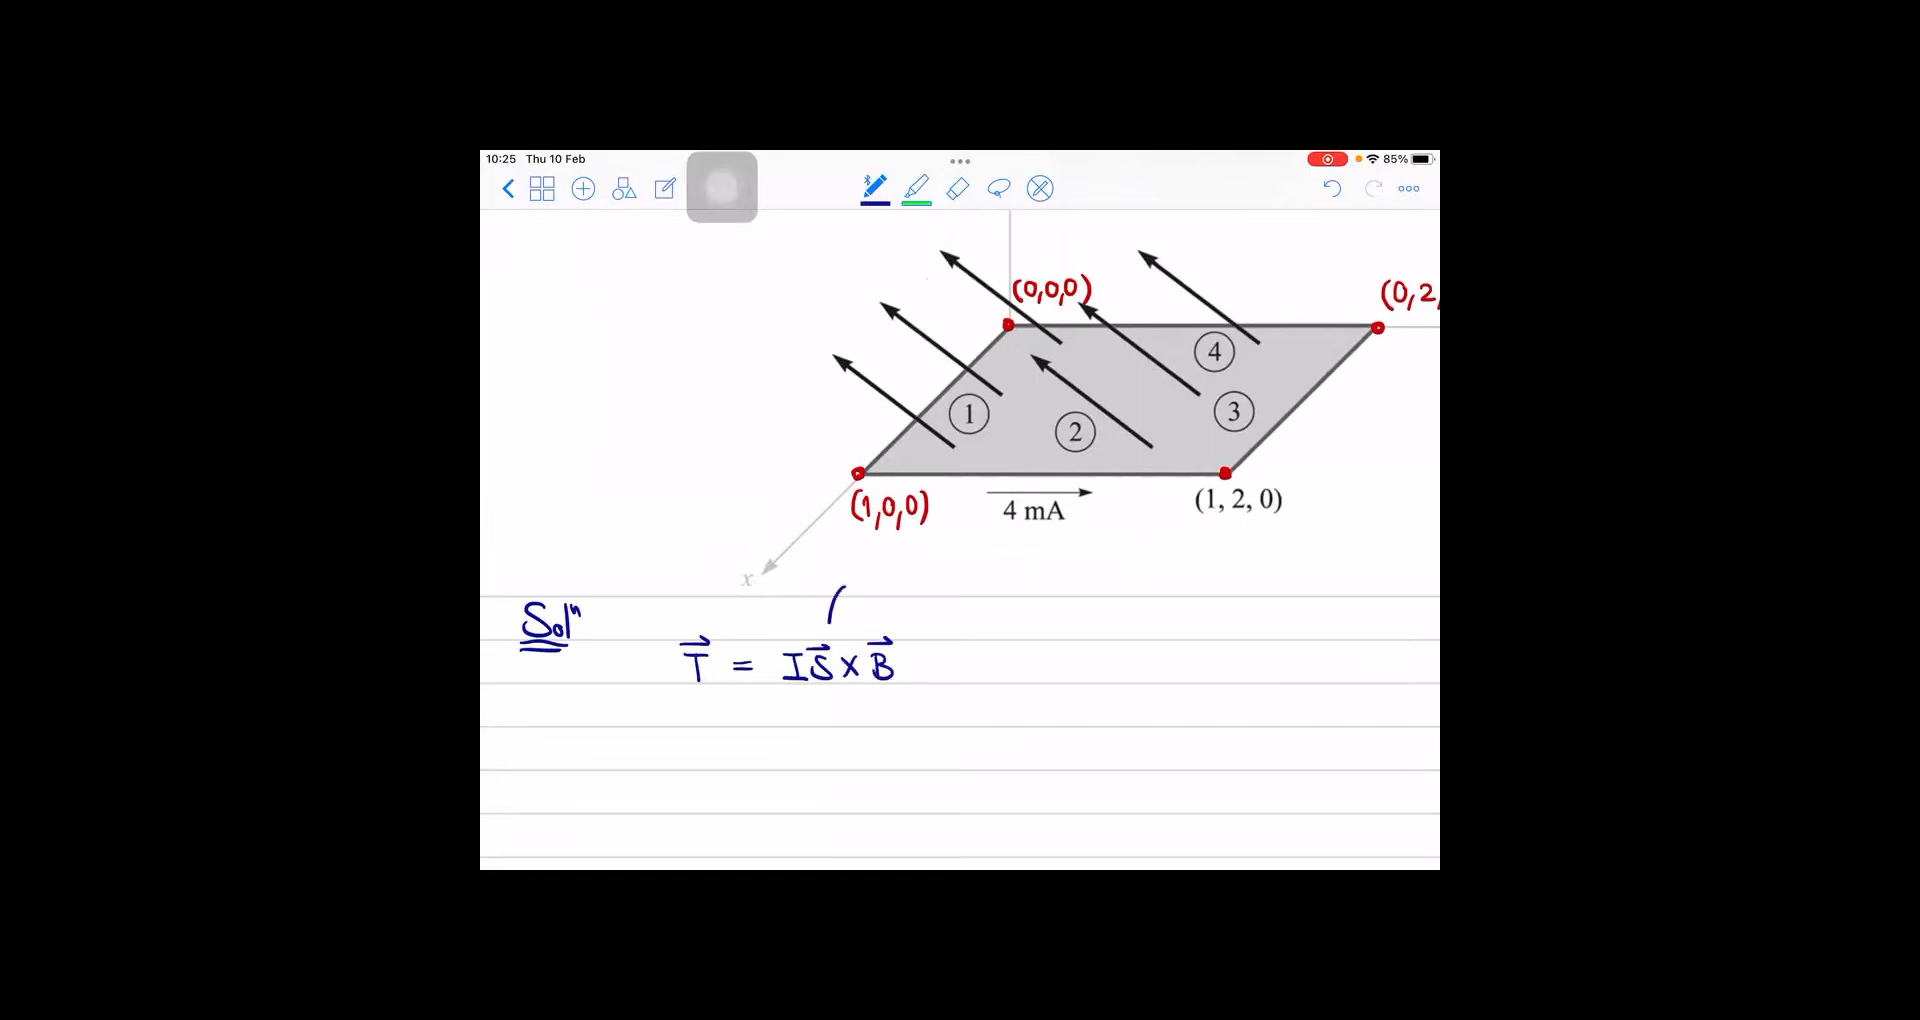 10:25 Thu 10 Feb 85%
(0,0,0) (0,2,
4
1 3
2
(1,0,0) 4 mA (1, 2, 0)
x
Solⁿ (
T⃗ = IS⃗ × B⃗